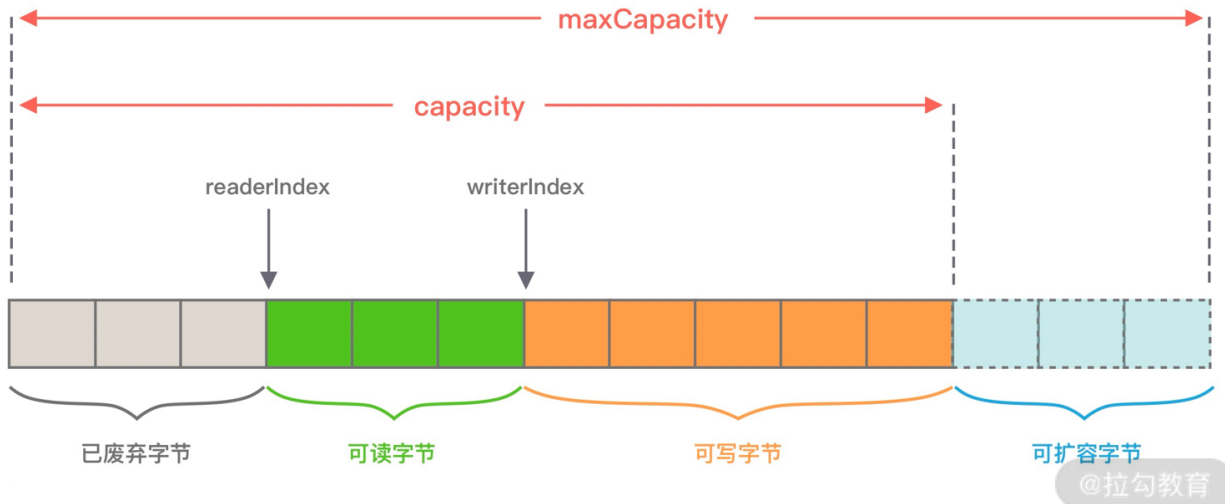 maxCapacity
capacity
readerIndex
writerIndex
已废弃字节
可读字节
可写字节
可扩容字节
@拉勾教育